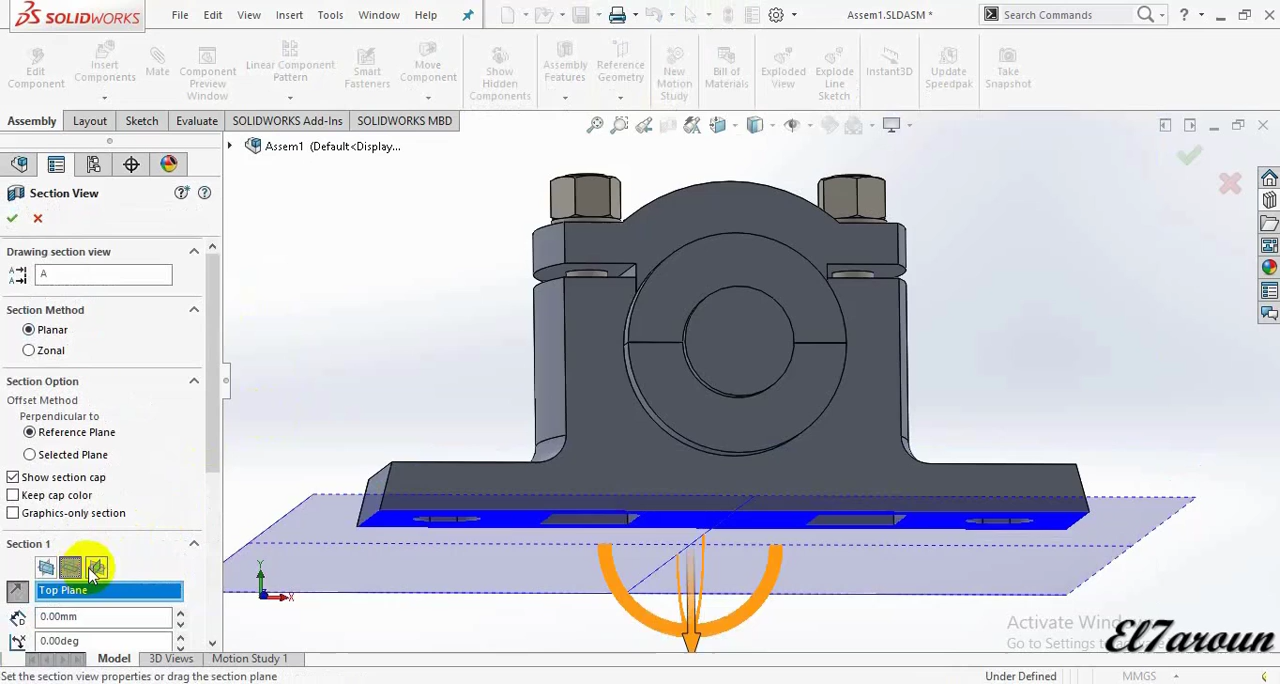 SOLIDWORKS
File Edit View Insert Tools Window Help
Assem1.SLDASM *
Search Commands
Edit Component
Insert Components
Mate
Component Preview Window
Linear Component Pattern
Smart Fasteners
Move Component
Show Hidden Components
Assembly Features
Reference Geometry
New Motion Study
Bill of Materials
Exploded View
Explode Line Sketch
Instant3D
Update Speedpak
Take Snapshot
Assembly Layout Sketch Evaluate SOLIDWORKS Add-Ins SOLIDWORKS MBD
Assem1 (Default<Display...
Section View
Drawing section view
A
Section Method
Planar
Zonal
Section Option
Offset Method
Perpendicular to
Reference Plane
Selected Plane
Show section cap
Keep cap color
Graphics-only section
Section 1
Top Plane
0.00mm
0.00deg
Y
X
Activate Win
Go to Settings to
El7aroun
Model 3D Views Motion Study 1
Set the section view properties or drag the section plane
Under Defined
MMGS